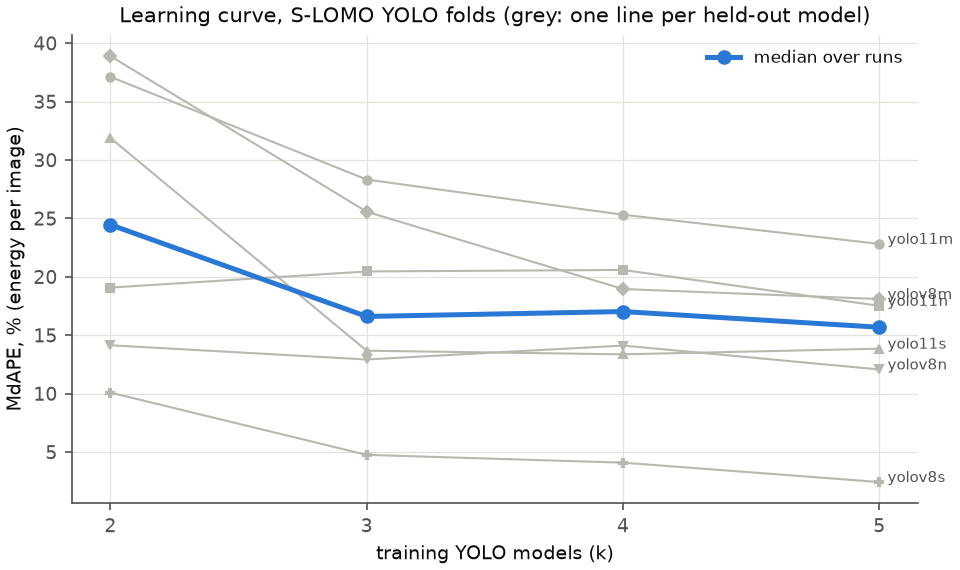 Learning curve, S-LOMO YOLO folds (grey: one line per held-out model)
median over runs
MdAPE, % (energy per image)
40
35
30
25
20
15
10
5
yolo11m
yolov8m
yolo11n
yolo11s
yolov8n
yolov8s
2
3
4
5
training YOLO models (k)